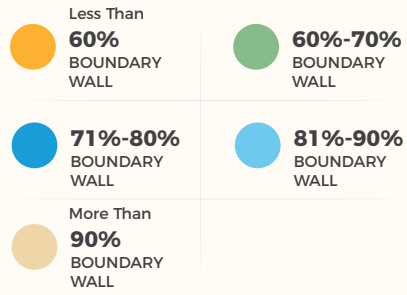 Less Than
60%
BOUNDARY
WALL
60%-70%
BOUNDARY
WALL
71%-80%
BOUNDARY
WALL
81%-90%
BOUNDARY
WALL
More Than
90%
BOUNDARY
WALL